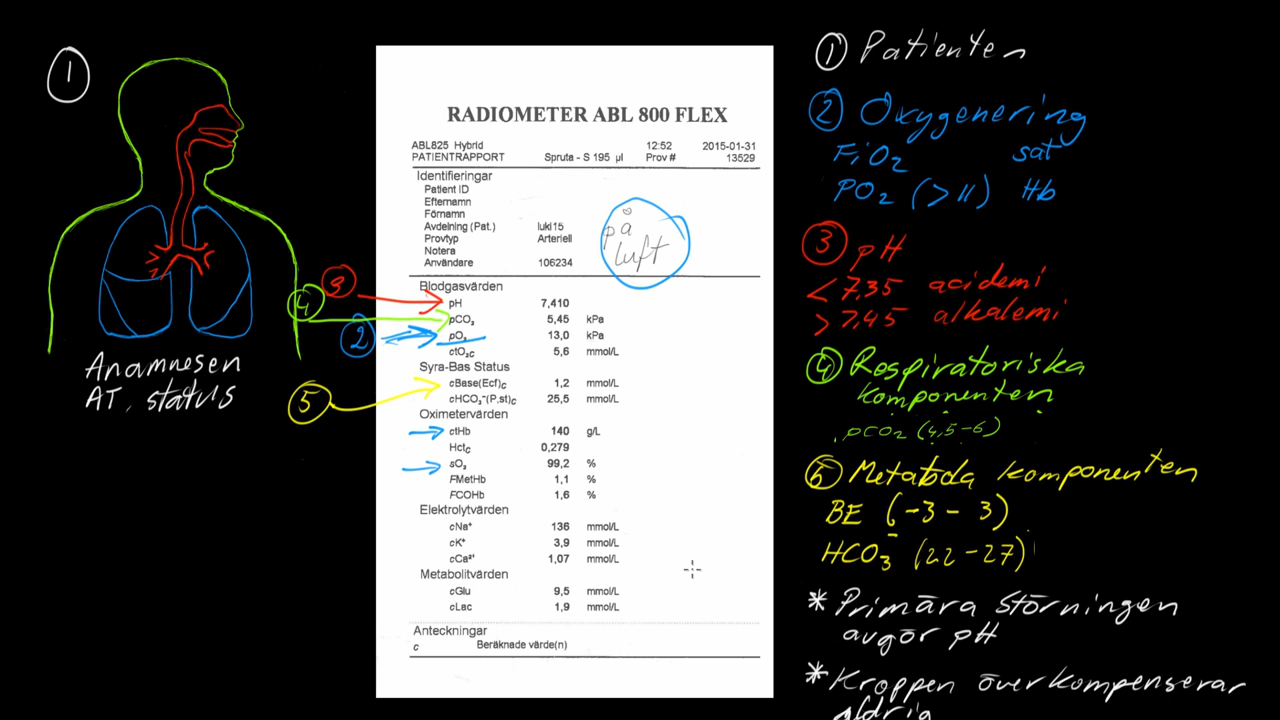 1
Anamnesen
AT, status
RADIOMETER ABL 800 FLEX
ABL825 Hybrid 12:52 2015-01-31
PATIENTRAPPORT Spruta - S 195 µl Prov # 13529
Identifieringar
Patient ID
Efternamn
Förnamn
Avdelning (Pat.) luki15
Provtyp Arteriell
Notera
Användare 106234
på
luft
Blodgasvärden
3 pH 7,410
4 pCO₂ 5,45 kPa
2 pO₂ 13,0 kPa
ctO₂c 5,6 mmol/L
Syra-Bas Status
5 cBase(Ecf)c 1,2 mmol/L
cHCO₃⁻(P,st)c 25,5 mmol/L
Oximetervärden
ctHb 140 g/L
Hctc 0,279
sO₂ 99,2 %
FMetHb 1,1 %
FCOHb 1,6 %
Elektrolytvärden
cNa⁺ 136 mmol/L
cK⁺ 3,9 mmol/L
cCa²⁺ 1,07 mmol/L
Metabolitvärden
cGlu 9,5 mmol/L
cLac 1,9 mmol/L
Anteckningar
c Beräknade värde(n)
1 Patienten
2 Oxygenering
FiO2 sat
PO2 (>11) Hb
3 pH
<7,35 acidemi
>7,45 alkalemi
4 Respiratoriska
komponenten
pCO2 (4,5-6)
5 Metabola komponenten
BE (-3 - 3)
HCO3⁻ (22-27)
* Primära störningen
avgör pH
* Kroppen överkompenserar
aldrig